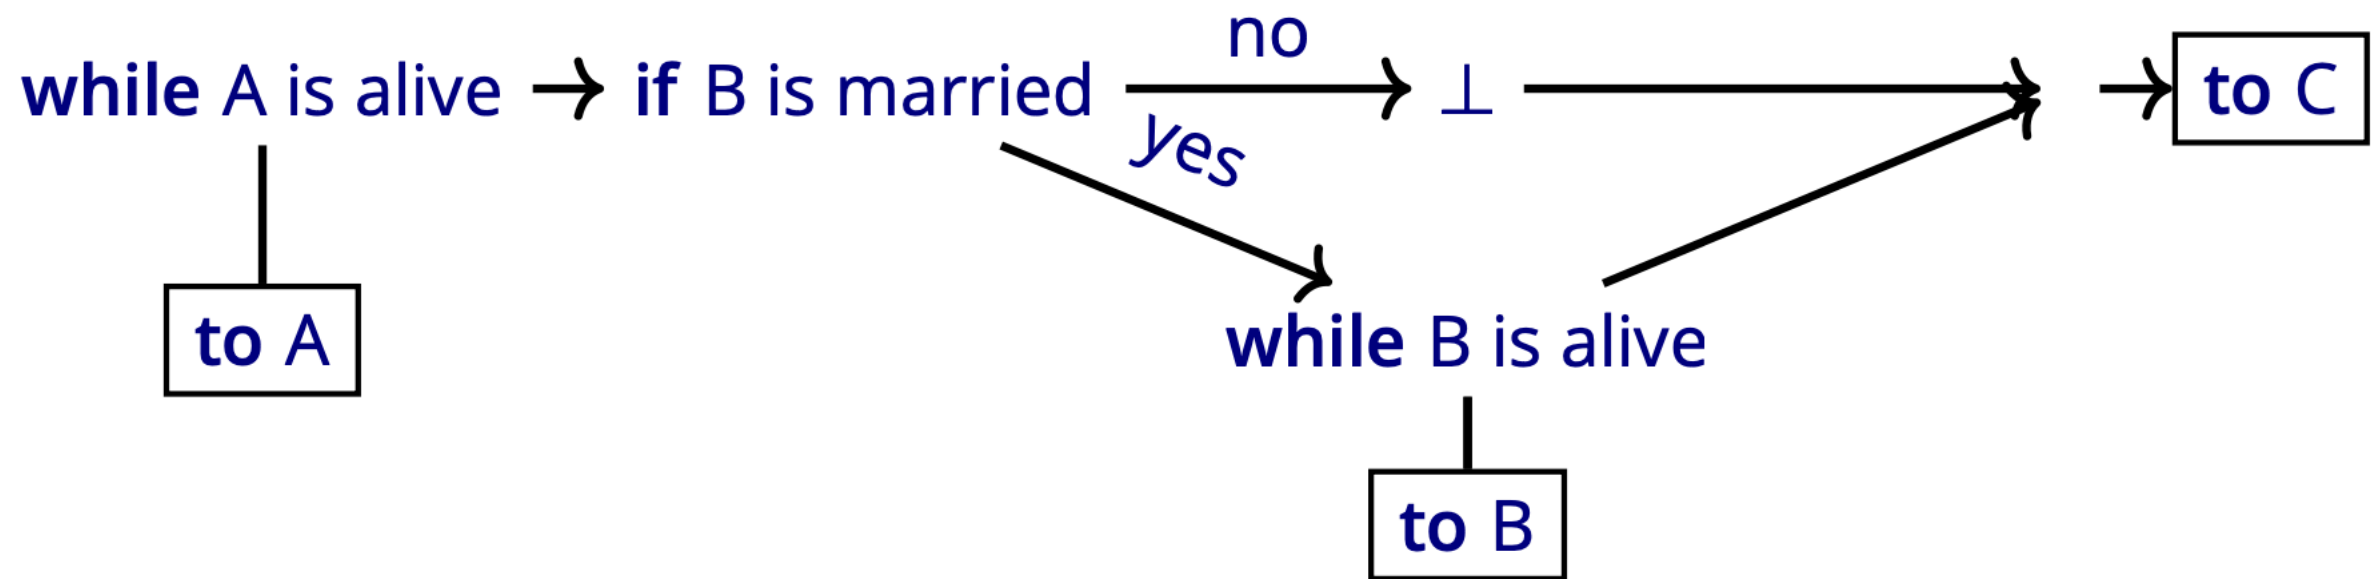 no
while A is alive if B is married ⊥ to C
yes
to A while B is alive
to B